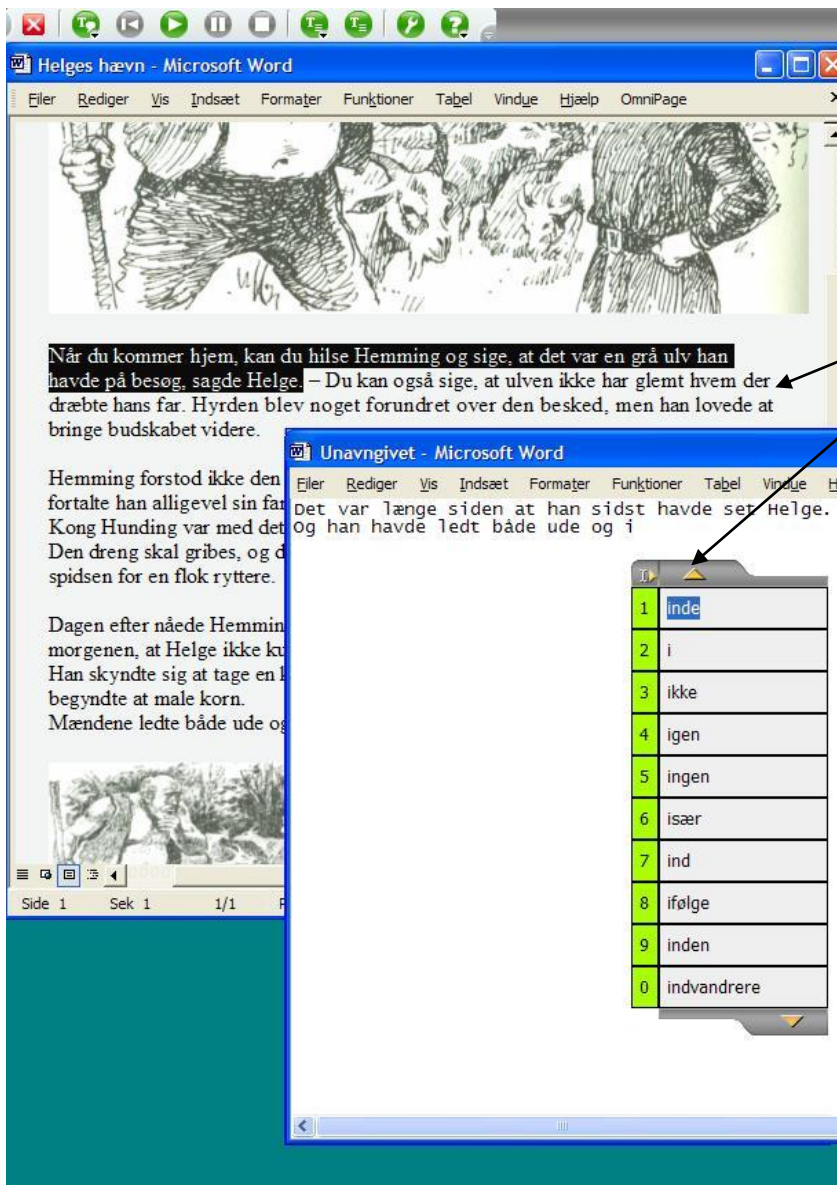 Helges hævn - Microsoft Word
Filer Rediger Vis Indsæt Formater Funktioner Tabel Vindue Hjælp OmniPage
Når du kommer hjem, kan du hilse Hemming og sige, at det var en grå ulv han
havde på besøg, sagde Helge. – Du kan også sige, at ulven ikke har glemt hvem der
dræbte hans far. Hyrden blev noget forundret over den besked, men han lovede at
bringe budskabet videre.
Hemming forstod ikke den
fortalte han alligevel sin far
Kong Hunding var med det
Den dreng skal gribes, og d
spidsen for en flok ryttere.
Dagen efter nåede Hemmin
morgenen, at Helge ikke ku
Han skyndte sig at tage en k
begyndte at male korn.
Mændene ledte både ude og
Side 1 Sek 1 1/1
Unavngivet - Microsoft Word
Filer Rediger Vis Indsæt Formater Funktioner Tabel Vindue H
Det var længe siden at han sidst havde set Helge.
Og han havde ledt både ude og i
1 inde
2 i
3 ikke
4 igen
5 ingen
6 især
7 ind
8 ifølge
9 inden
0 indvandrere